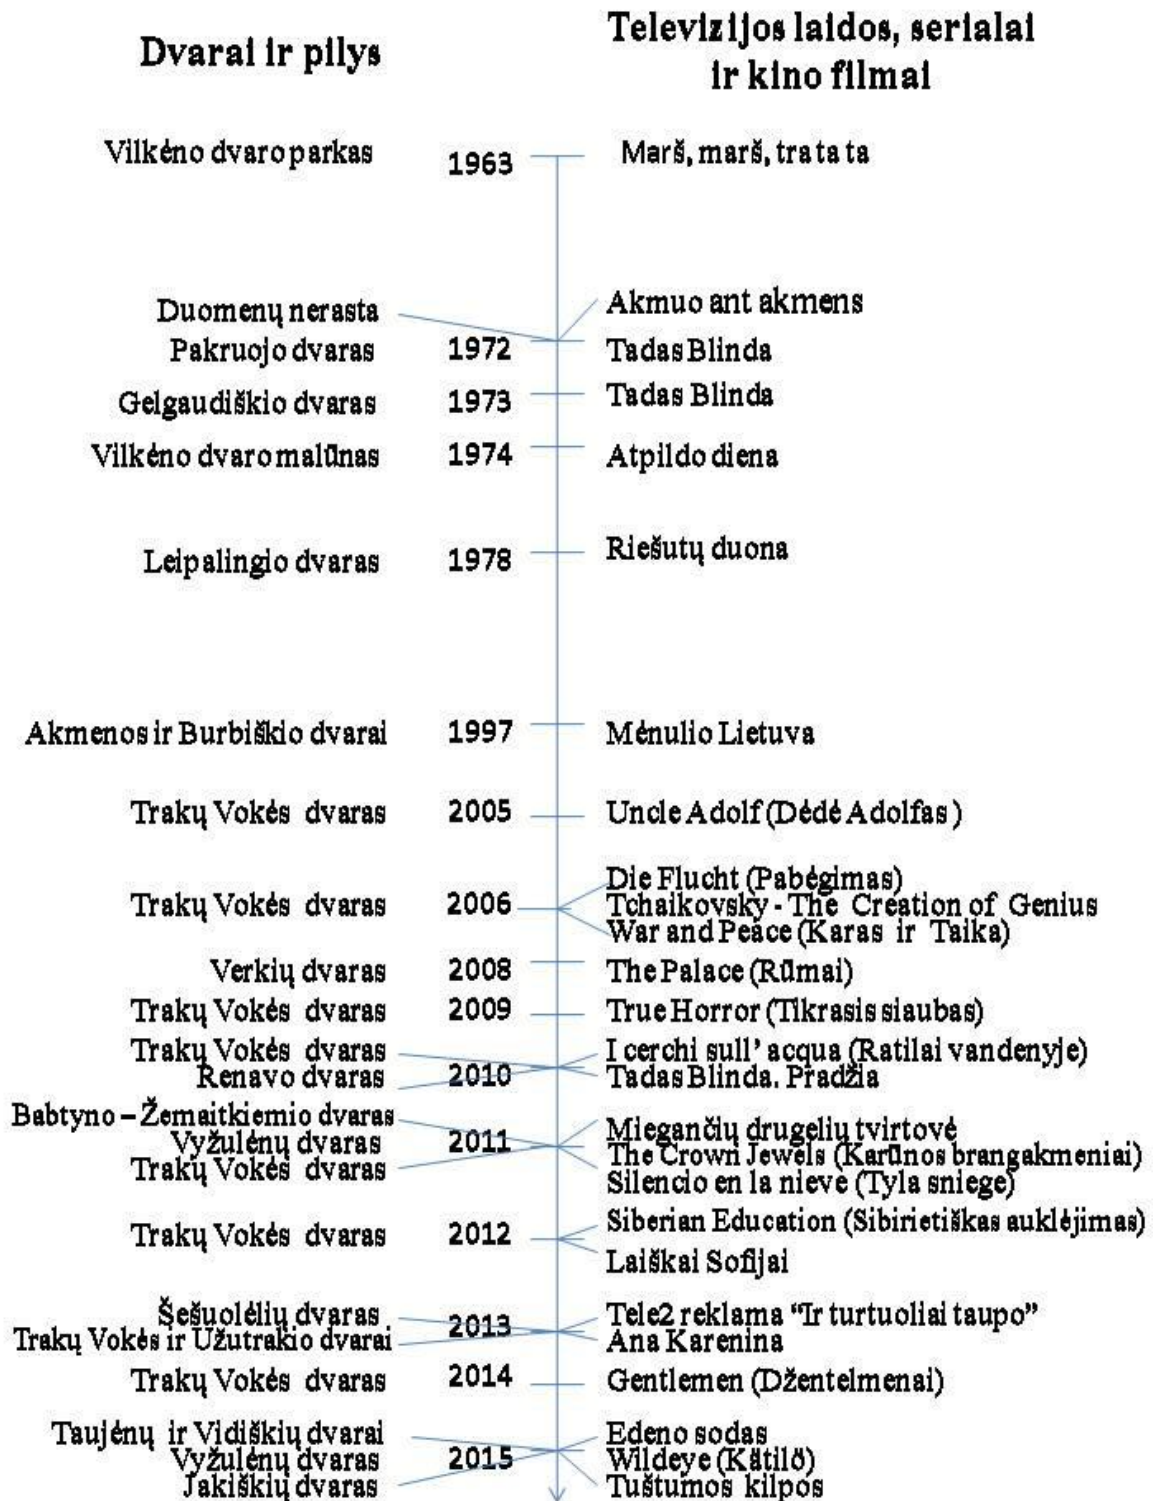 Dvarai ir pilys
Televizijos laidos, serialai
ir kino filmai
Vilkėno dvaro parkas 1963 Marš, marš, tra ta ta
Duomenų nerasta Akmuo ant akmens
Pakruojo dvaras 1972 Tadas Blinda
Gelgaudiškio dvaras 1973 Tadas Blinda
Vilkėno dvaro malūnas 1974 Atpildo diena
Leipalingio dvaras 1978 Riešutų duona
Akmenos ir Burbiškio dvarai 1997 Mėnulio Lietuva
Trakų Vokės dvaras 2005 Uncle Adolf (Dėdė Adolfas )
Die Flucht (Pabėgimas)
Trakų Vokės dvaras 2006 Tchaikovsky - The Creation of Genius
War and Peace (Karas ir Taika)
Verkių dvaras 2008 The Palace (Rūmai)
Trakų Vokės dvaras 2009 True Horror (Tikrasis siaubas)
Trakų Vokės dvaras I cerchi sull' acqua (Ratilai vandenyje)
Renavo dvaras 2010 Tadas Blinda. Pradžia
Babtyno – Žemaitkiemio dvaras Miegančių drugelių tvirtovė
Vyžulėnų dvaras 2011 The Crown Jewels (Karūnos brangakmeniai)
Trakų Vokės dvaras Silencio en la nieve (Tyla sniege)
Trakų Vokės dvaras 2012 Siberian Education (Sibirietiškas auklėjimas)
Laiškai Sofijai
Šešuolėlių dvaras 2013 Tele2 reklama “Ir turtuoliai taupo”
Trakų Vokės ir Užutrakio dvarai Ana Karenina
Trakų Vokės dvaras 2014 Gentlemen (Džentelmenai)
Taujėnų ir Vidiškių dvarai Edeno sodas
Vyžulėnų dvaras 2015 Wildeye (Kätilö)
Jakiškių dvaras Tuštumos kilpos